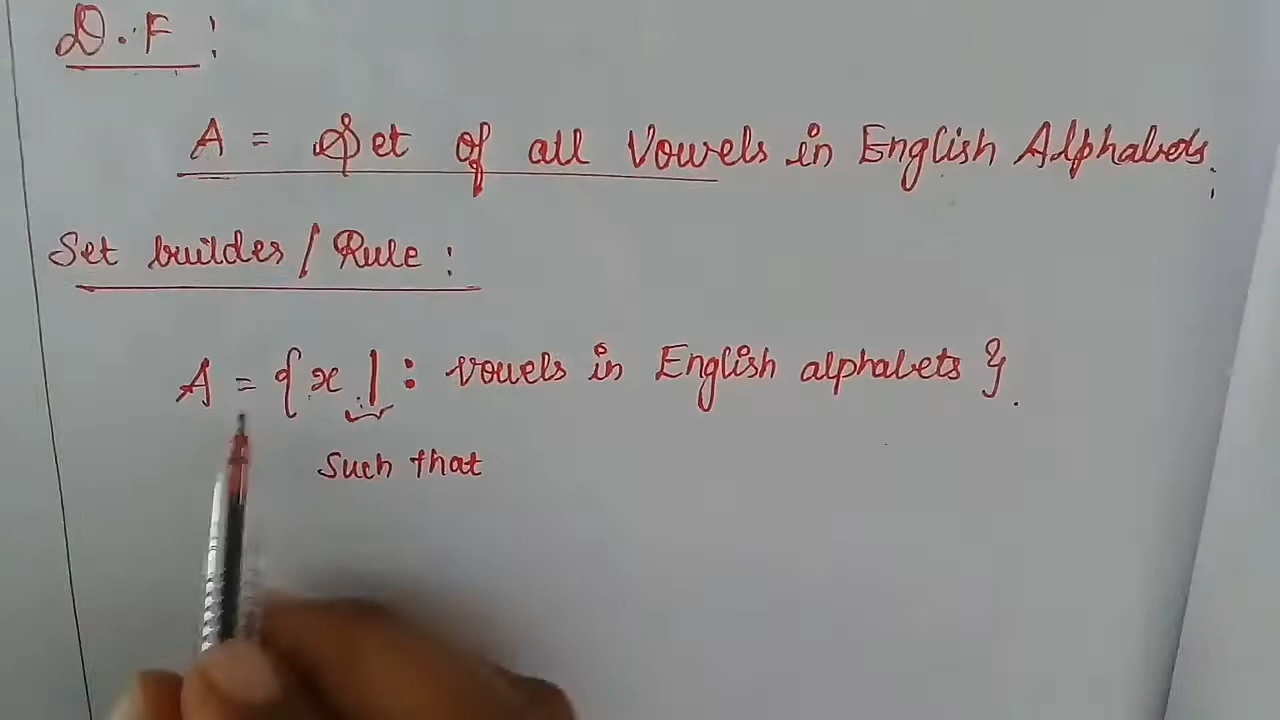 D.F :
A = Set of all Vowels in English Alphabets.
Set builder / Rule :
A = {x | : vowels in English alphabets }.
Such that